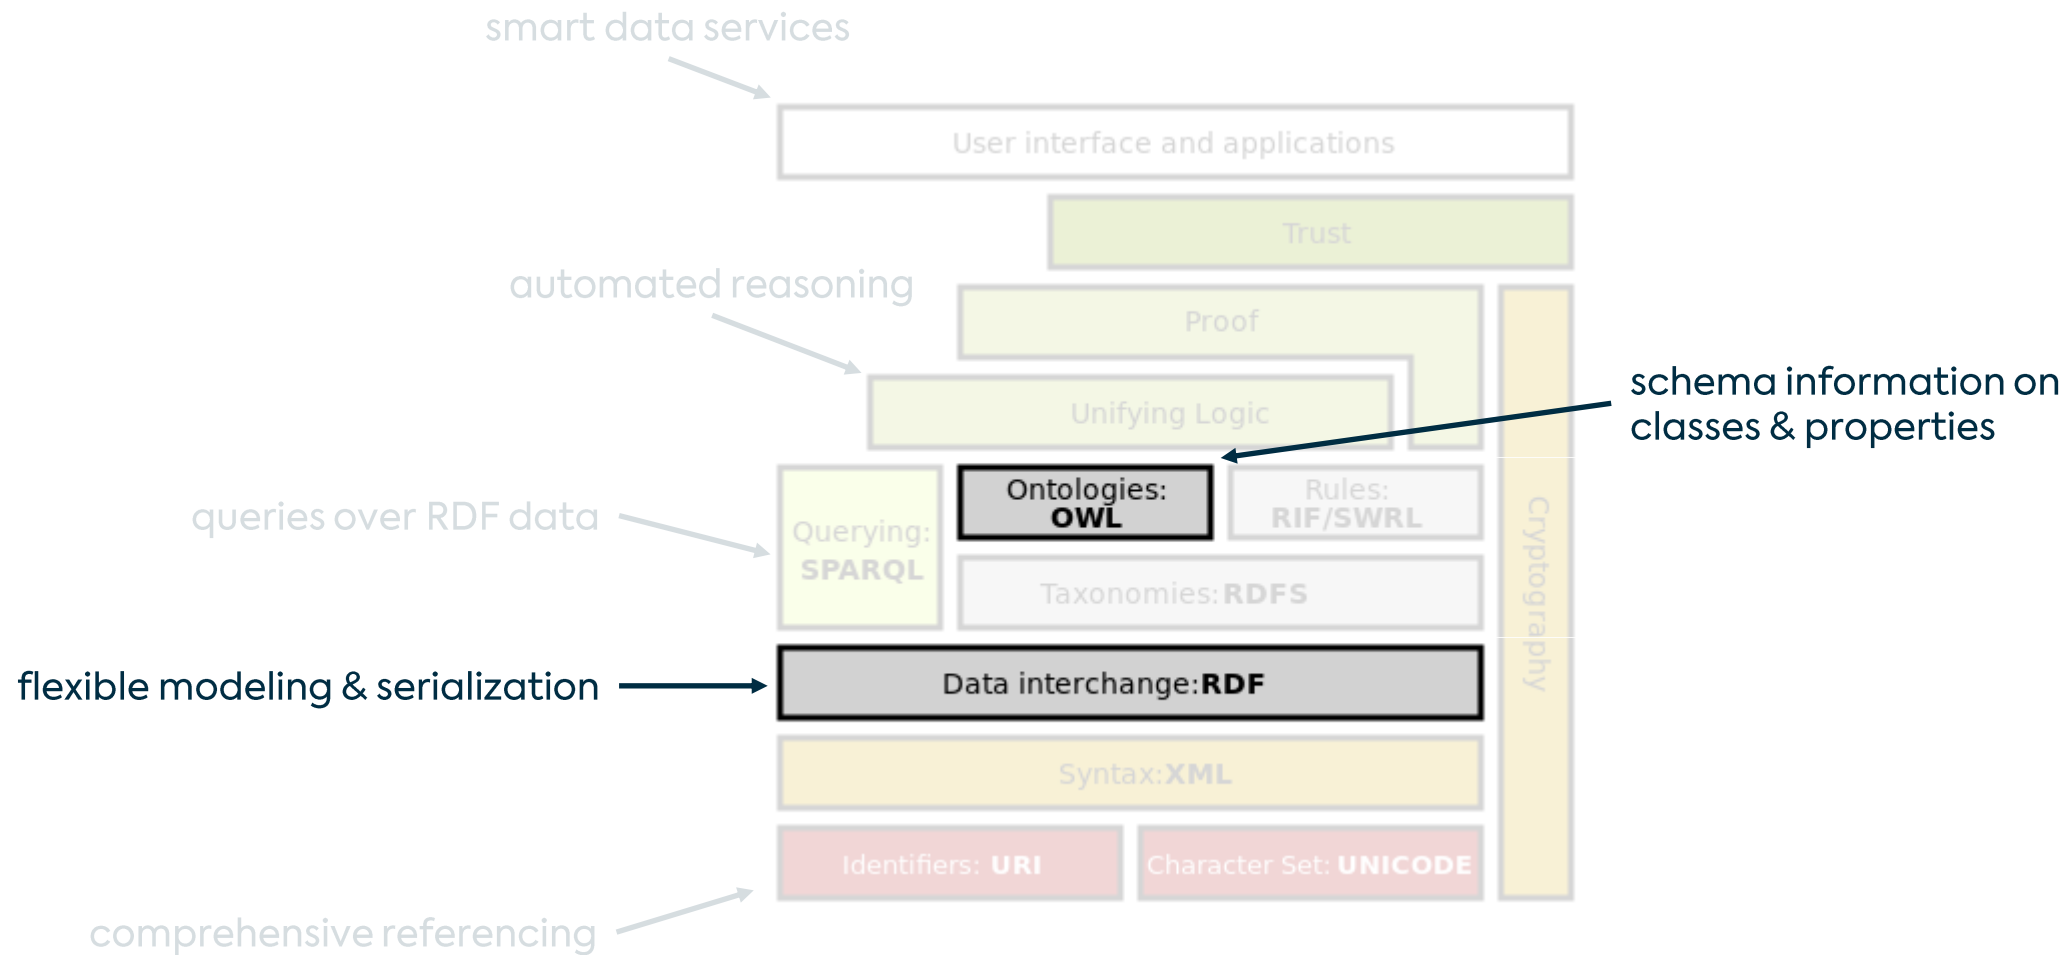 smart data services
User interface and applications
Trust
automated reasoning
Proof
Unifying Logic
schema information on
classes & properties
queries over RDF data
Querying:
SPARQL
Ontologies:
OWL
Rules:
RIF/SWRL
Taxonomies: RDFS
Cryptography
flexible modeling & serialization
Data interchange: RDF
Syntax: XML
Identifiers: URI
Character Set: UNICODE
comprehensive referencing